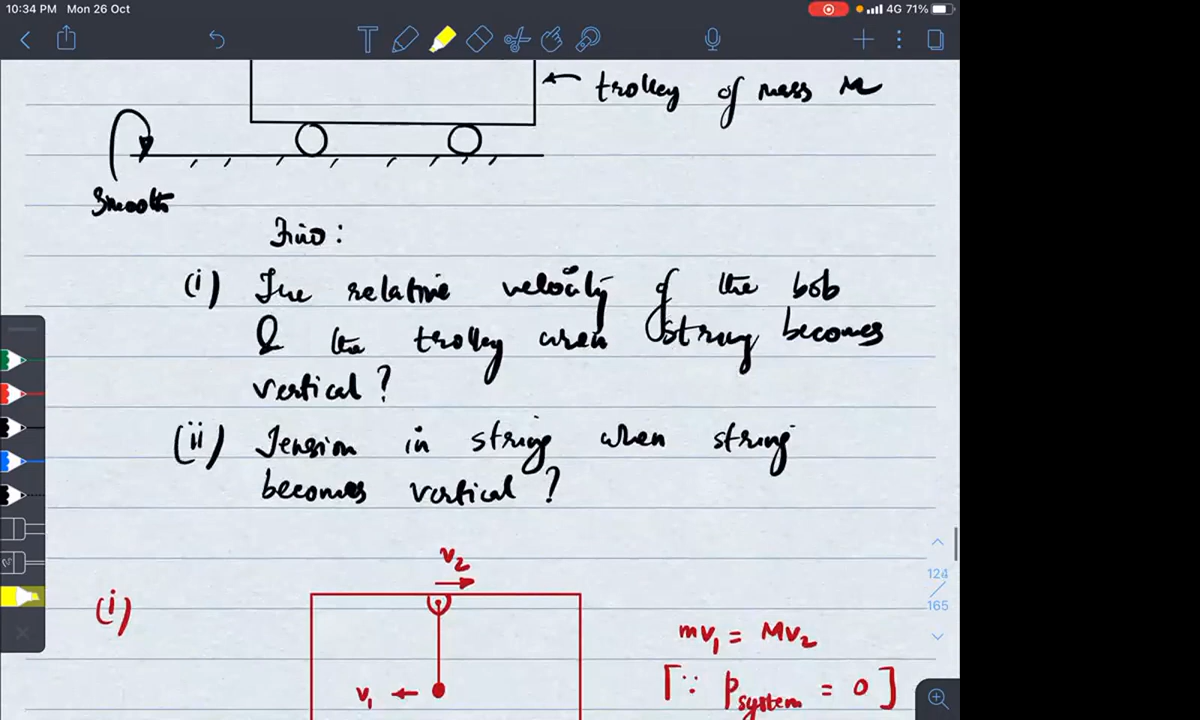 10:34 PM Mon 26 Oct
4G 71%
trolley of mass M
Smooth
Find:
(i) The relative velocity of the bob
& the trolley when string becomes
vertical?
(ii) Tension in string when string
becomes vertical?
124
/
165
(i)
v₂
v₁
mv₁ = Mv₂
[∵ Psystem = 0]